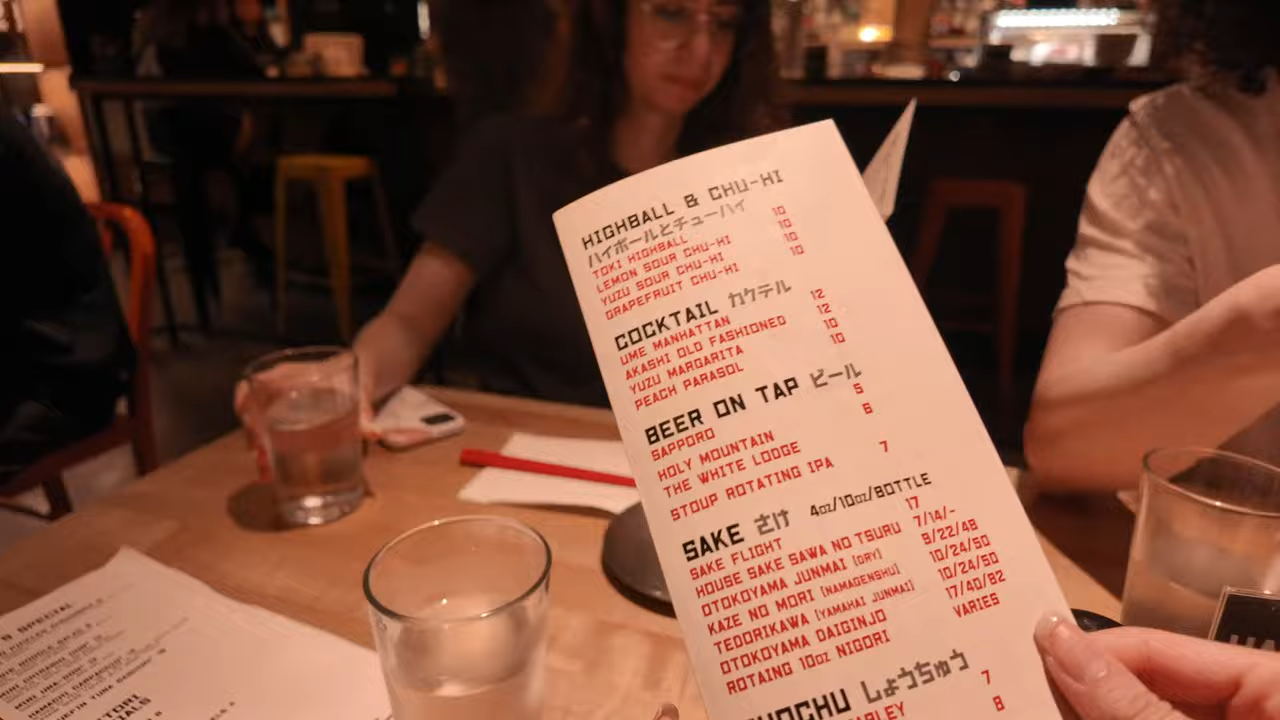 HIGHBALL & CHU-HI
ハイボールとチューハイ
TOKI HIGHBALL 10
LEMON SOUR CHU-HI 10
YUZU SOUR CHU-HI 10
GRAPEFRUIT CHU-HI 10
COCKTAIL カクテル
UME MANHATTAN 12
AKASHI OLD FASHIONED 12
YUZU MARGARITA 10
PEACH PARASOL 10
BEER ON TAP ビール
SAPPORO 5
HOLY MOUNTAIN 6
THE WHITE LODGE
STOUP ROTATING IPA 7
SAKE さけ 4oz/10oz/BOTTLE
SAKE FLIGHT 17
HOUSE SAKE SAWA NO TSURU 7/14/-
OTOKOYAMA JUNMAI [DRY] 9/22/48
KAZE NO MORI [NAMAGENSHU] 10/24/50
TEDORIKAWA [YAMAHAI JUNMAI] 10/24/50
OTOKOYAMA DAIGINJO 17/40/82
ROTAING 10oz NIGORI VARIES
SHOCHU しょうちゅう
7
ARLEY 8
SPECIAL